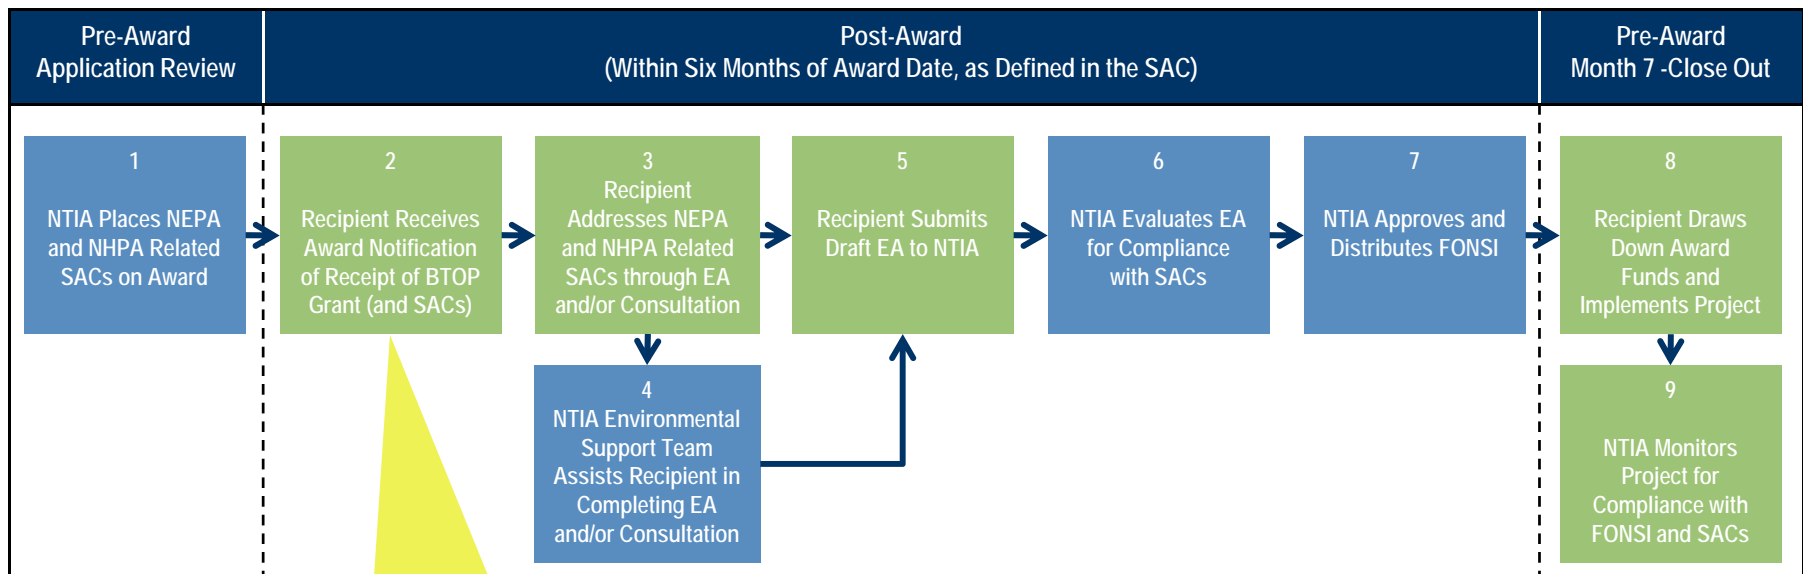 Pre-Award
Application Review
Post-Award
(Within Six Months of Award Date, as Defined in the SAC)
Pre-Award
Month 7 -Close Out
1
NTIA Places NEPA
and NHPA Related
SACs on Award
2
Recipient Receives
Award Notification
of Receipt of BTOP
Grant (and SACs)
3
Recipient
Addresses NEPA
and NHPA Related
SACs through EA
and/or Consultation
4
NTIA Environmental
Support Team
Assists Recipient in
Completing EA
and/or Consultation
5
Recipient Submits
Draft EA to NTIA
6
NTIA Evaluates EA
for Compliance
with SACs
7
NTIA Approves and
Distributes FONSI
8
Recipient Draws
Down Award
Funds and
Implements Project
9
NTIA Monitors
Project for
Compliance with
FONSI and SACs